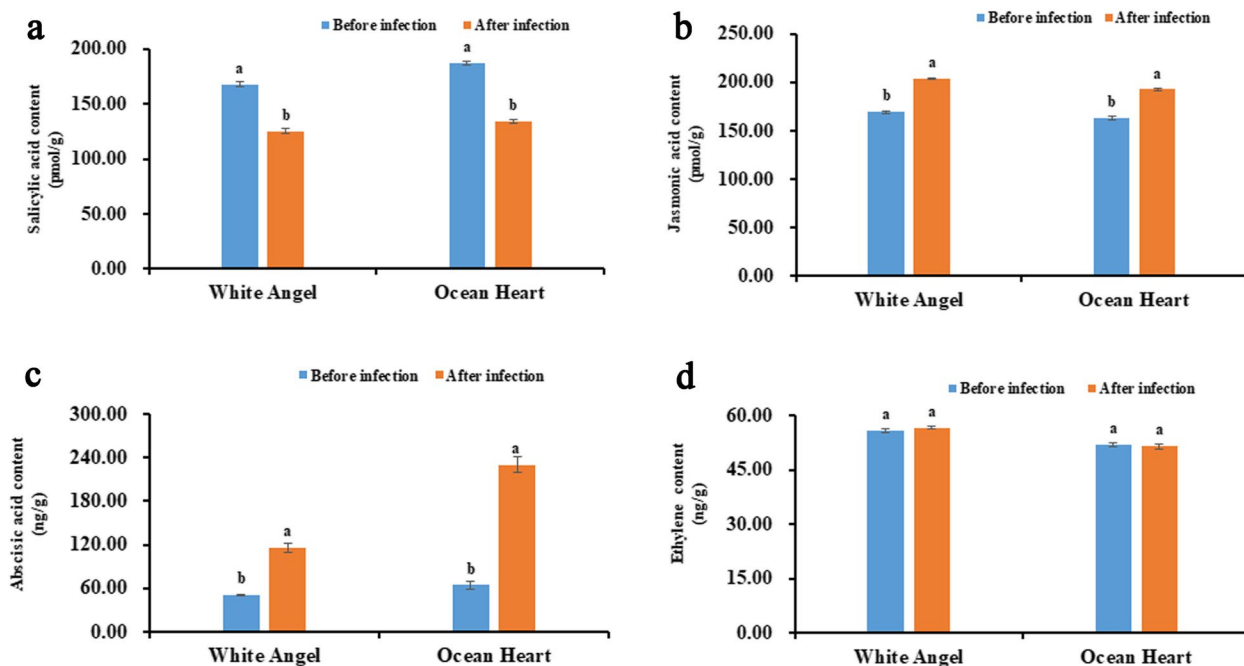 a
Before infection After infection
200.00
150.00
100.00
50.00
0.00
Salicylic acid content
(pmol/g)
a
b
a
b
White Angel Ocean Heart
b
Before infection After infection
250.00
200.00
150.00
100.00
50.00
0.00
Jasmonic acid content
(pmol/g)
b
a
b
a
White Angel Ocean Heart
c
Before infection After infection
300.00
240.00
180.00
120.00
60.00
0.00
Abscisic acid content
(ng/g)
b
a
b
a
White Angel Ocean Heart
d
Before infection After infection
60.00
45.00
30.00
15.00
0.00
Ethylene content
(ng/g)
a
a
a
a
White Angel Ocean Heart